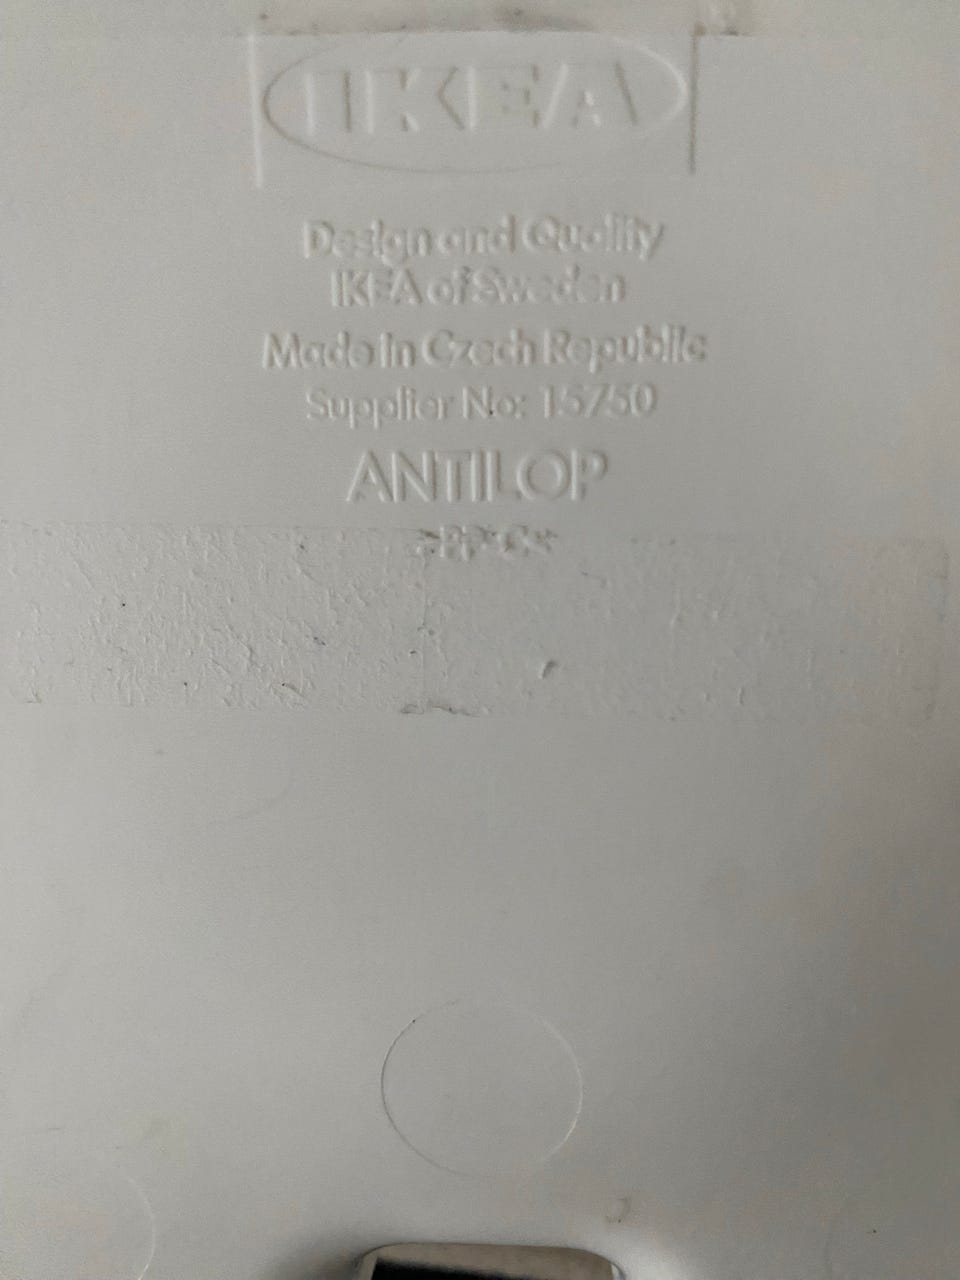 IKEA
Design and Quality
IKEA of Sweden
Made in Czech Republic
Supplier No: 15750
ANTILOP